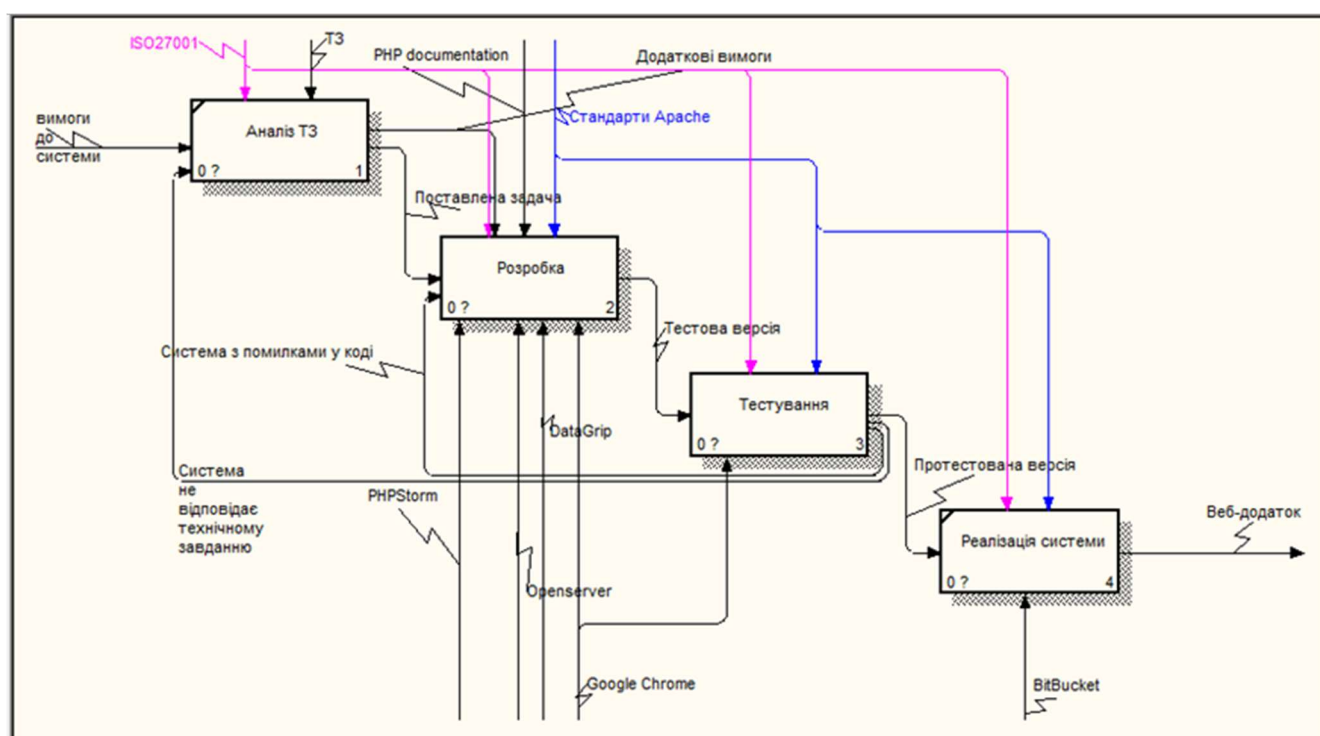 ISO27001
ТЗ
PHP documentation
Додаткові вимоги
Стандарти Apache
вимоги
до
системи
Аналіз ТЗ
0 ?
1
Поставлена задача
Розробка
0 ?
2
Тестова версія
Система з помилками у коді
Тестування
0 ?
3
DataGrip
Система
не
відповідає
технічному
завданню
PHPStorm
Протестована версія
Веб-додаток
Реалізація системи
0 ?
4
Openserver
Google Chrome
BitBucket